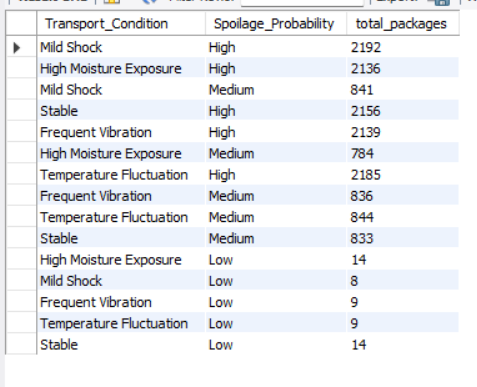 Transport_Condition Spoilage_Probability total_packages
Mild Shock High 2192
High Moisture Exposure High 2136
Mild Shock Medium 841
Stable High 2156
Frequent Vibration High 2139
High Moisture Exposure Medium 784
Temperature Fluctuation High 2185
Frequent Vibration Medium 836
Temperature Fluctuation Medium 844
Stable Medium 833
High Moisture Exposure Low 14
Mild Shock Low 8
Frequent Vibration Low 9
Temperature Fluctuation Low 9
Stable Low 14